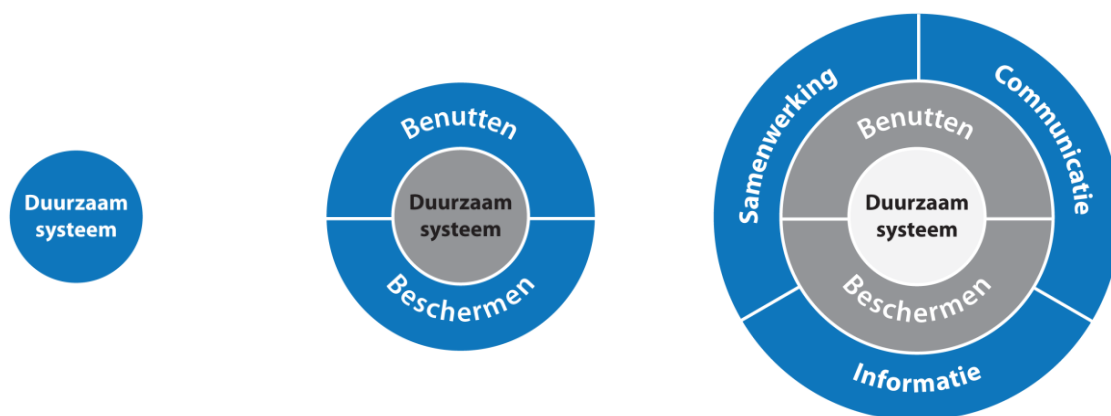 Duurzaam
systeem
Benutten
Duurzaam
systeem
Beschermen
Samenwerking
Communicatie
Benutten
Duurzaam
systeem
Beschermen
Informatie